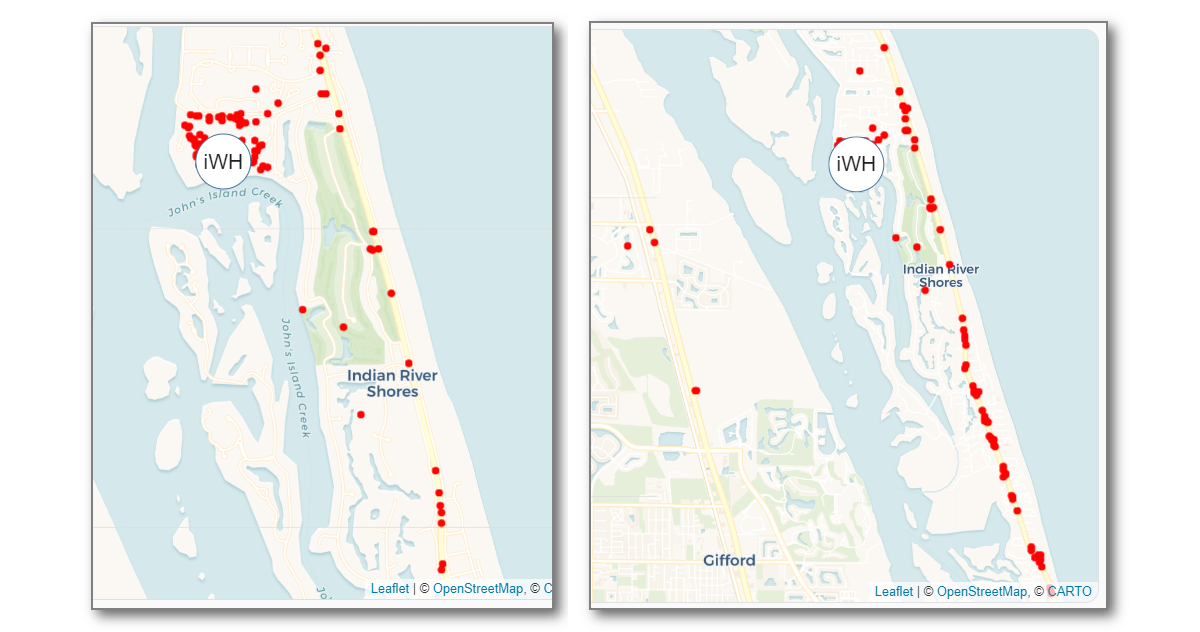 iWH
John's Island Creek
John's Island Creek
Indian River
Shores
Leaflet | © OpenStreetMap, © C
iWH
Indian River
Shores
Gifford
Leaflet | © OpenStreetMap, © CARTO